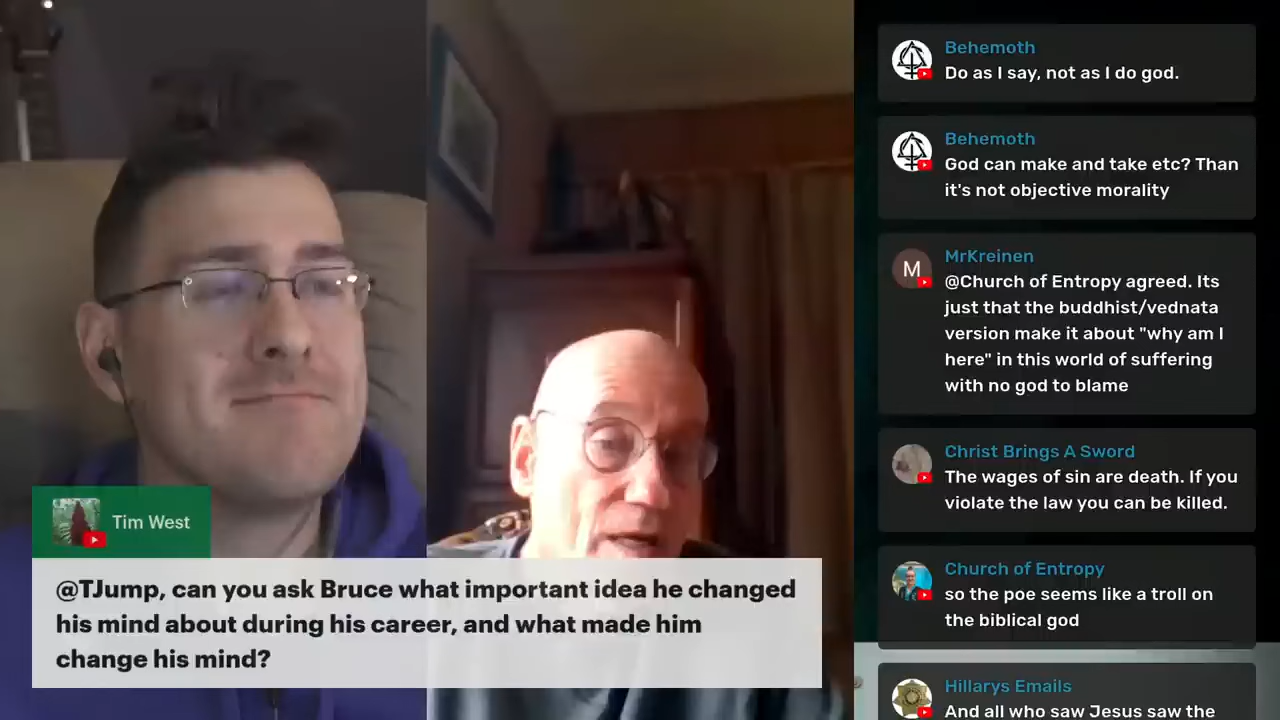 Behemoth
Do as I say, not as I do god.
Behemoth
God can make and take etc? Than
it's not objective morality
M
MrKreinen
@Church of Entropy agreed. Its
just that the buddhist/vednata
version make it about "why am I
here" in this world of suffering
with no god to blame
Christ Brings A Sword
The wages of sin are death. If you
violate the law you can be killed.
Church of Entropy
so the poe seems like a troll on
the biblical god
Hillarys Emails
And all who saw Jesus saw the
Tim West
@TJump, can you ask Bruce what important idea he changed
his mind about during his career, and what made him
change his mind?